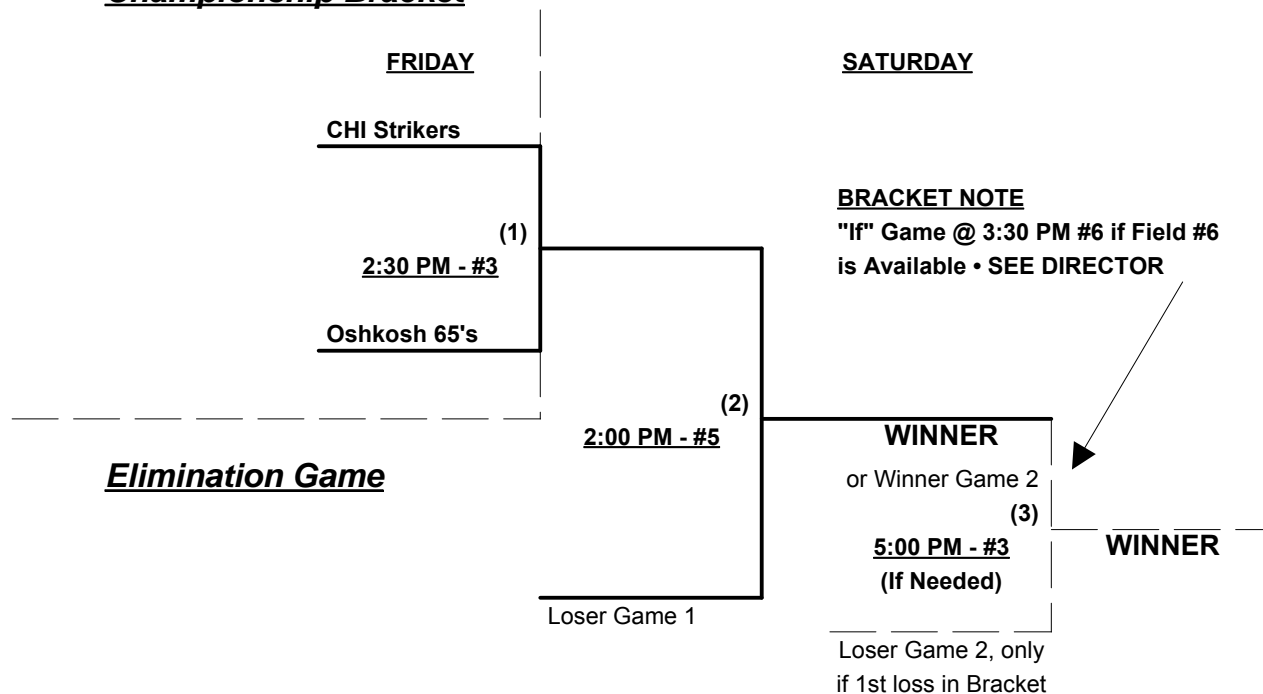 Championship Bracket
FRIDAY
SATURDAY
CHI Strikers
BRACKET NOTE
"If" Game @ 3:30 PM #6 if Field #6
is Available • SEE DIRECTOR
(1)
2:30 PM - #3
Oshkosh 65's
(2)
2:00 PM - #5
WINNER
or Winner Game 2
Elimination Game
(3)
5:00 PM - #3
WINNER
(If Needed)
Loser Game 1
Loser Game 2, only
if 1st loss in Bracket